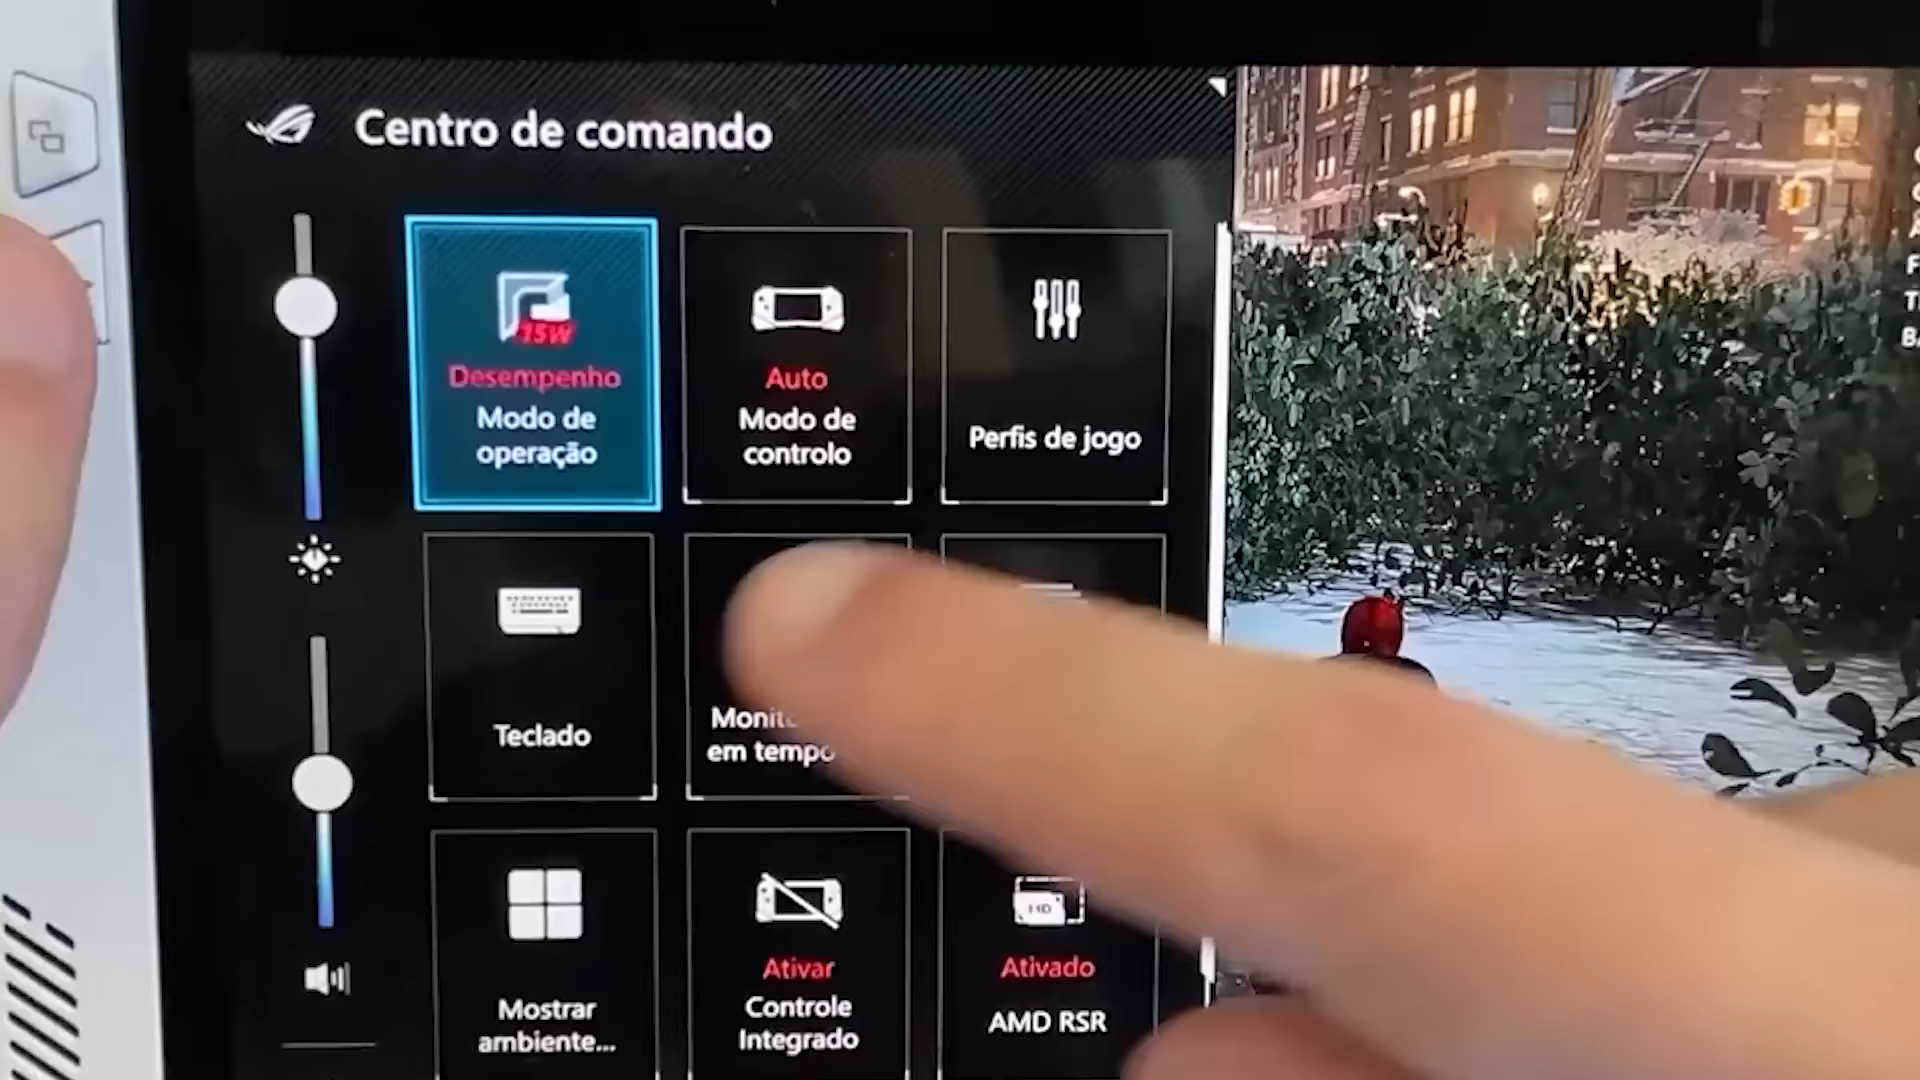 Centro de comando
15W
Desempenho
Modo de
operação
Auto
Modo de
controlo
Perfis de jogo
Teclado
em tempo
Mostrar
ambiente...
Ativar
Controle
Integrado
HD
Ativado
AMD RSR